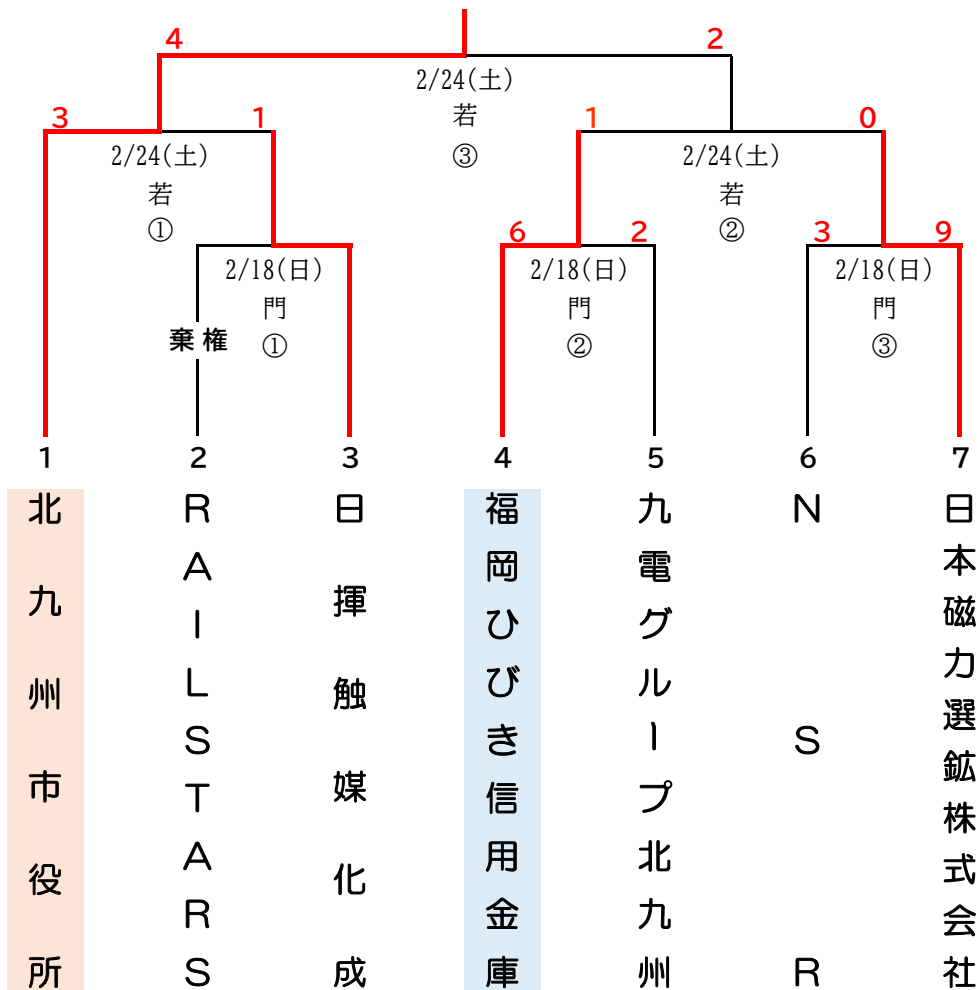 4
2
2/24(土)
若
③
3
1
1
0
2/24(土)
若
①
2/24(土)
若
②
6
2
3
9
2/18(日)
門
①
2/18(日)
門
②
2/18(日)
門
③
棄権
1
2
3
4
5
6
7
北九州市役所
RAILSTARS
日揮触媒化成
福岡ひびき信用金庫
九電グループ北九州
NSR
日本磁力選鉱株式会社